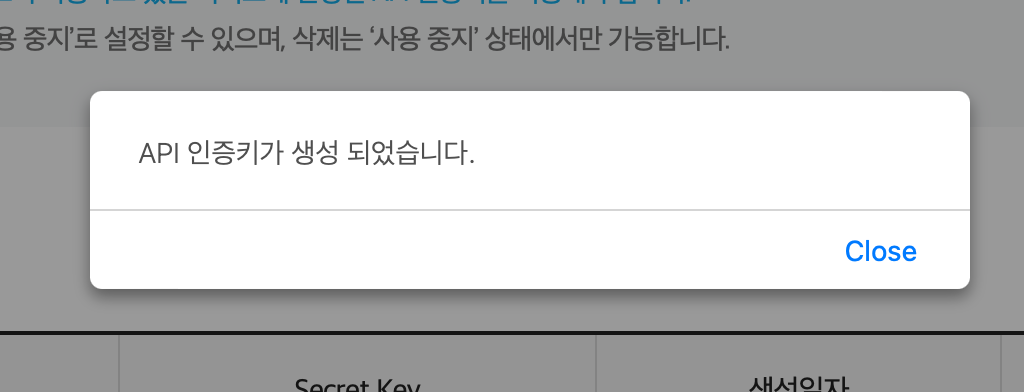 용 중지’로 설정할 수 있으며, 삭제는 ‘사용 중지’ 상태에서만 가능합니다.
API 인증키가 생성 되었습니다.
Close
Secret Key
생성일자